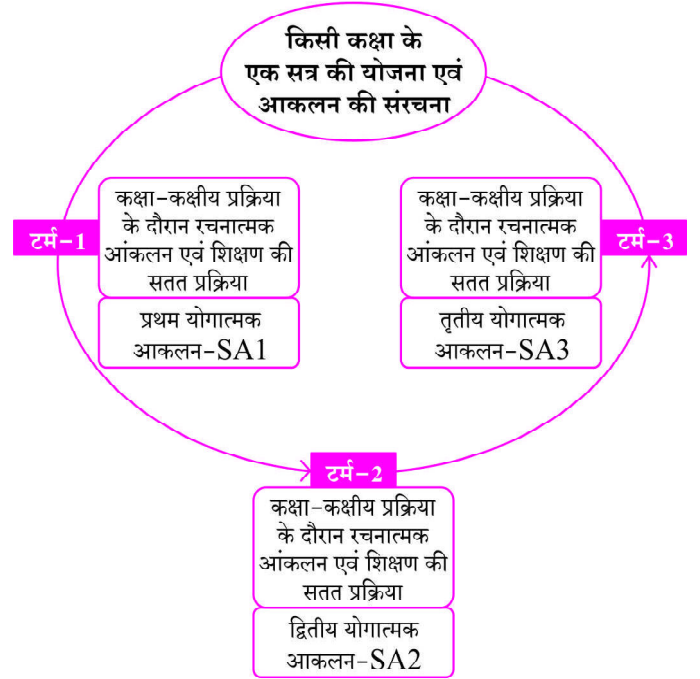 किसी कक्षा के
एक सत्र की योजना एवं
आकलन की संरचना
टर्म-1
कक्षा-कक्षीय प्रक्रिया
के दौरान रचनात्मक
आंकलन एवं शिक्षण की
सतत प्रक्रिया
प्रथम योगात्मक
आकलन-SA1
टर्म-2
कक्षा-कक्षीय प्रक्रिया
के दौरान रचनात्मक
आंकलन एवं शिक्षण की
सतत प्रक्रिया
द्वितीय योगात्मक
आकलन-SA2
टर्म-3
कक्षा-कक्षीय प्रक्रिया
के दौरान रचनात्मक
आंकलन एवं शिक्षण की
सतत प्रक्रिया
तृतीय योगात्मक
आकलन-SA3